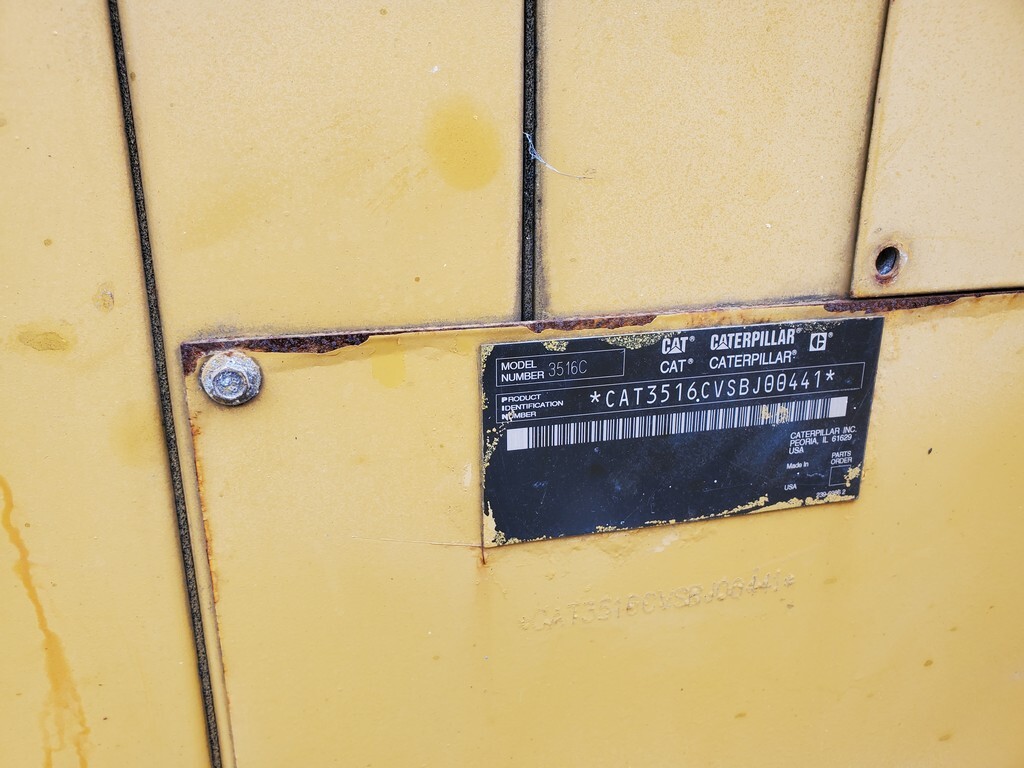 CAT® CATERPILLAR® C®
CAT® CATERPILLAR®
MODEL
NUMBER 3516C
PRODUCT
IDENTIFICATION
NUMBER
*CAT3516CVSBJ00441*
CATERPILLAR INC.
PEORIA, IL 61629
USA
Made In
USA
PARTS
ORDER
*CAT3516CVSBJ00441*